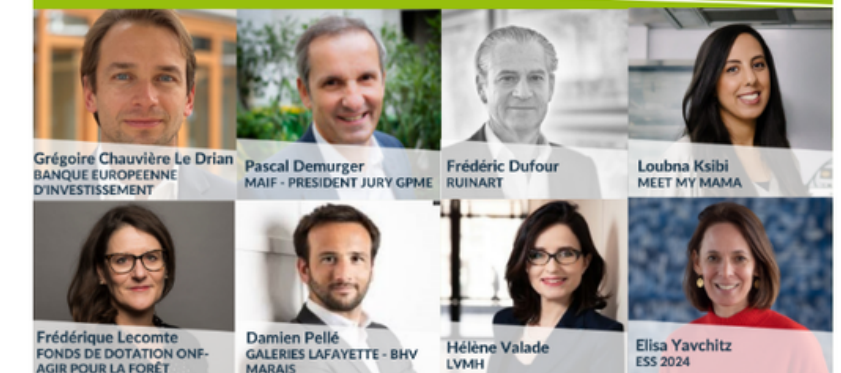 Grégoire Chauvière Le Drian
BANQUE EUROPEENNE
D'INVESTISSEMENT
Pascal Demurger
MAIF - PRESIDENT JURY GPME
Frédéric Dufour
RUINART
Loubna Ksibi
MEET MY MAMA
Frédérique Lecomte
FONDS DE DOTATION ONF-
AGIR POUR LA FORÊT
Damien Pellé
GALERIES LAFAYETTE - BHV
MARAIS
Hélène Valade
LVMH
Elisa Yavchitz
ESS 2024